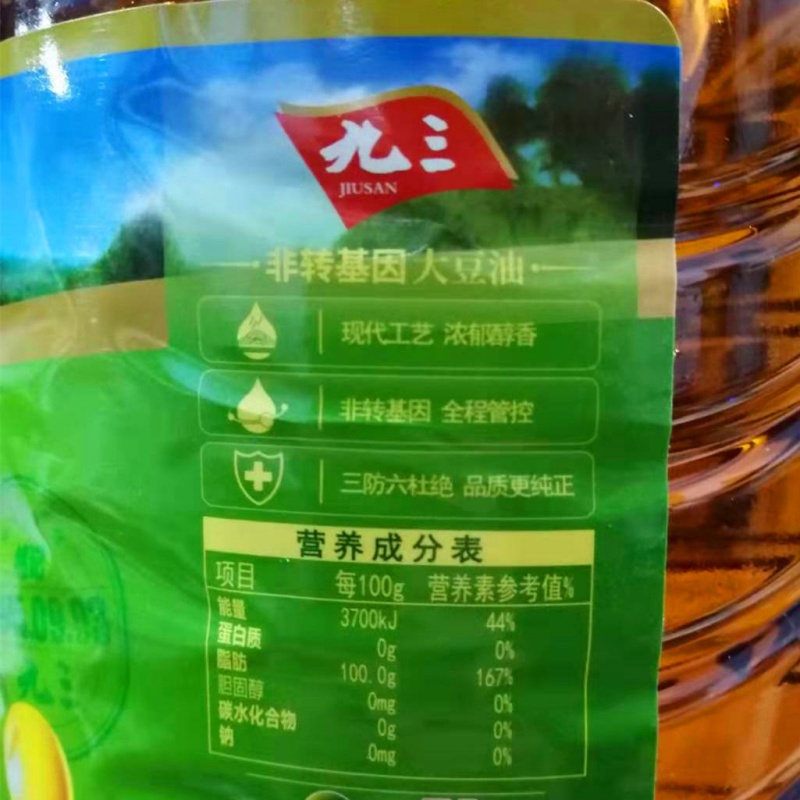 九三
JIUSAN
非转基因大豆油
现代工艺 浓郁醇香
非转基因 全程管控
三防六杜绝 品质更纯正
营养成分表
项目 每100g 营养素参考值%
能量 3700kJ 44%
蛋白质 0g 0%
脂肪 100.0g 167%
胆固醇 0mg 0%
碳水化合物 0g 0%
钠 0mg 0%